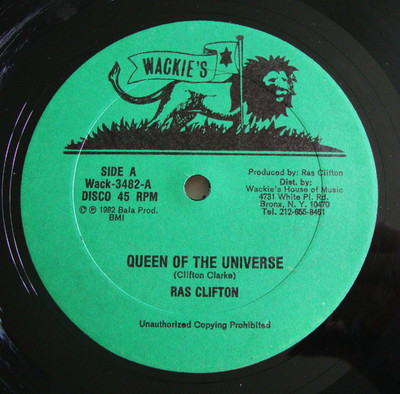 WACKIE'S
SIDE A
Wack-3482-A
DISCO 45 RPM
© ℗ 1982 Bala Prod.
BMI
Produced by: Ras Clifton
Dist. by:
Wackie's House of Music
4731 White Pl. Rd.
Bronx, N. Y. 10470
Tel. 212-655-8461
QUEEN OF THE UNIVERSE
(Clifton Clarke)
RAS CLIFTON
Unauthorized Copying Prohibited